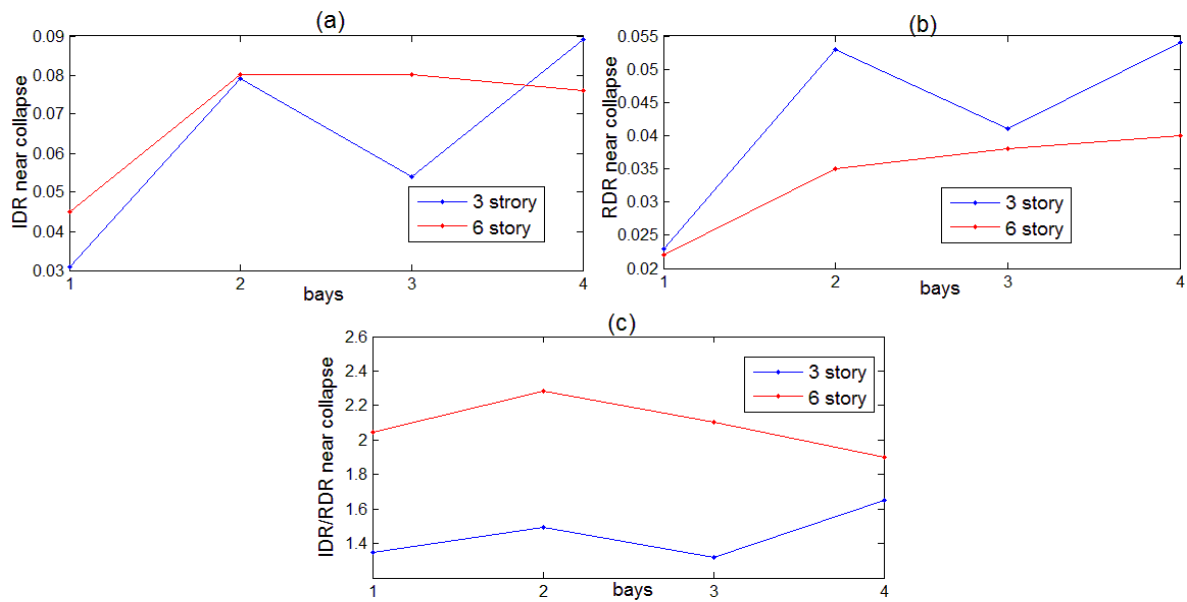 (a)
IDR near collapse
0.09
0.08
0.07
0.06
0.05
0.04
0.03
1 2 3 4
bays
3 strory
6 story
(b)
RDR near collapse
0.055
0.05
0.045
0.04
0.035
0.03
0.025
0.02
1 2 3 4
bays
3 story
6 story
(c)
IDR/RDR near collapse
2.6
2.4
2.2
2
1.8
1.6
1.4
1 2 3 4
bays
3 story
6 story